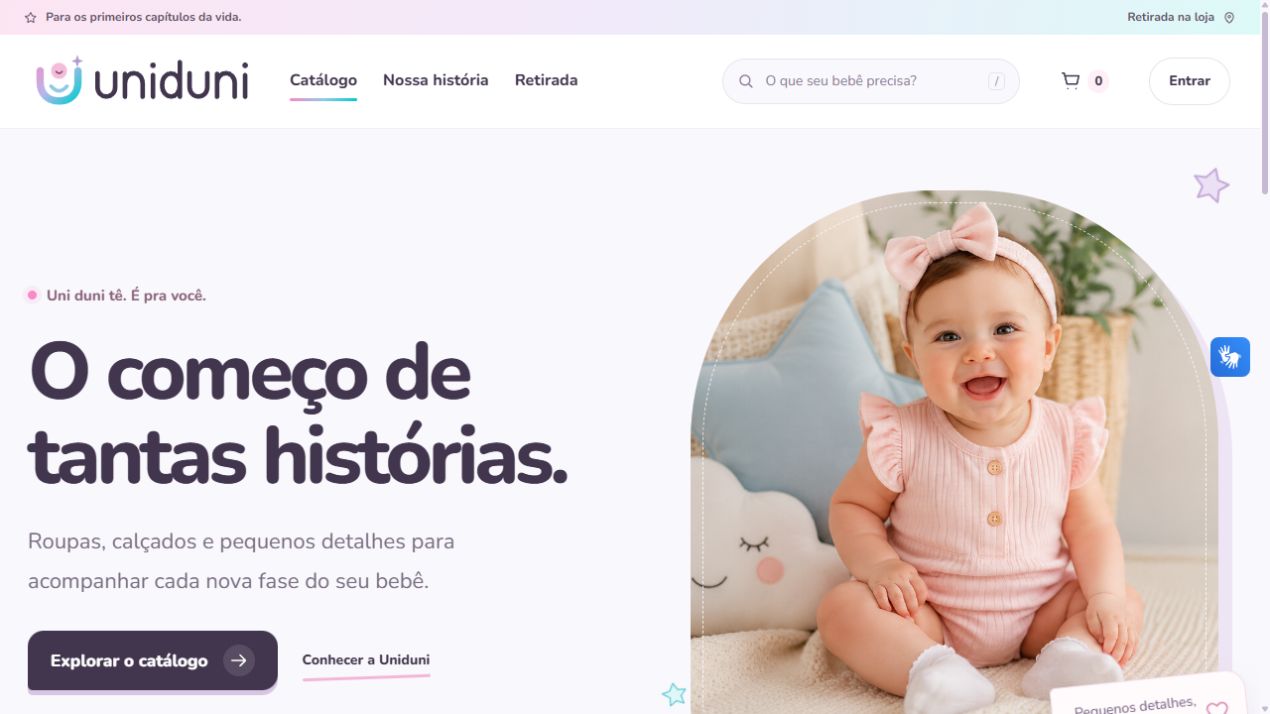 Para os primeiros capítulos da vida.
Retirada na loja
uniduni
Catálogo
Nossa história
Retirada
O que seu bebê precisa?
/
0
Entrar
Uni duni tê. É pra você.
O começo de
tantas histórias.
Roupas, calçados e pequenos detalhes para
acompanhar cada nova fase do seu bebê.
Explorar o catálogo
Conhecer a Uniduni
Pequenos detalhes,